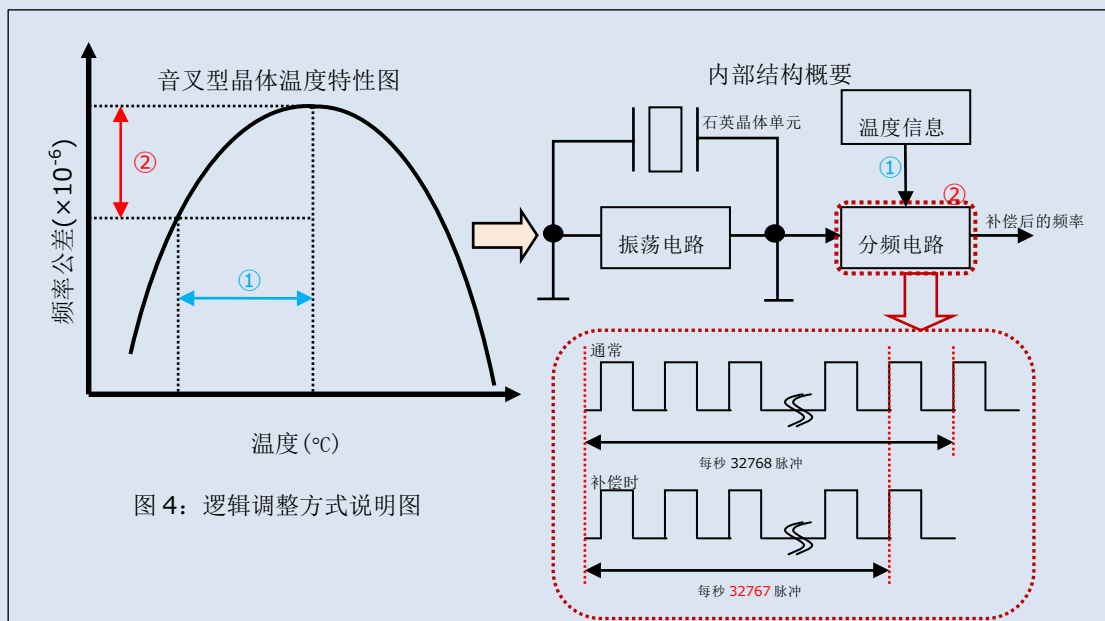 音叉型晶体温度特性图
频率公差(×10-6)
②
①
温度(℃)
图 4：逻辑调整方式说明图
内部结构概要
石英晶体单元
温度信息
①
②
振荡电路
分频电路
补偿后的频率
通常
每秒 32768 脉冲
补偿时
每秒 32767 脉冲